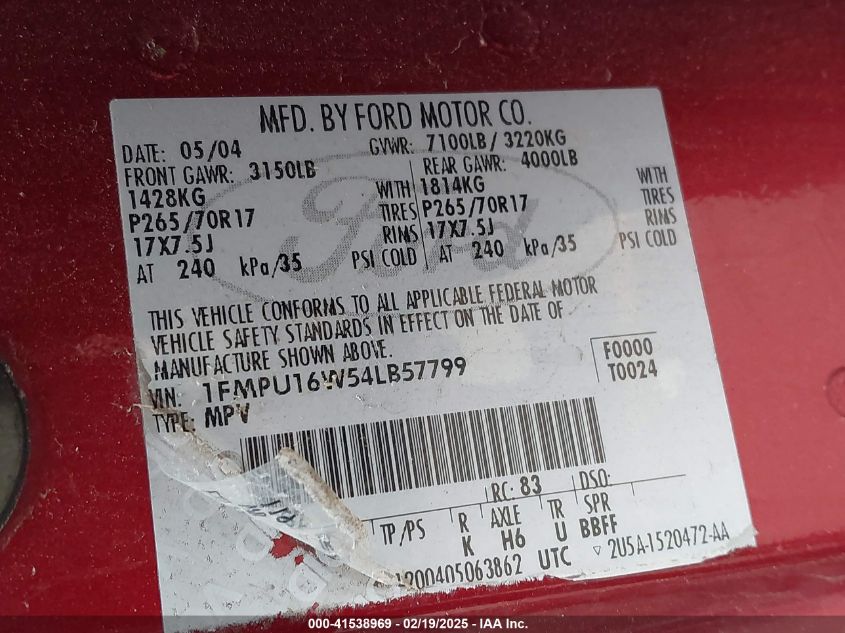 MFD. BY FORD MOTOR CO.
DATE: 05/04 GVWR: 7100LB/ 3220KG
FRONT GAWR: 3150LB REAR GAWR: 4000LB
1428KG WITH 1814KG WITH
P265/70R17 TIRES P265/70R17 TIRES
17X7.5J RIMS 17X7.5J RIMS
AT 240 kPa/35 PSI COLD AT 240 kPa/35 PSI COLD
THIS VEHICLE CONFORMS TO ALL APPLICABLE FEDERAL MOTOR
VEHICLE SAFETY STANDARDS IN EFFECT ON THE DATE OF
MANUFACTURE SHOWN ABOVE.
F0000
VIN: 1FMPU16W54LB57799
T0024
TYPE: MPV
RC: 83 DSO:
TP/PS R AXLE TR SPR
K H6 U BBFF
1200405063862 UTC ▽ 2U5A-1520472-AA
Ford
000-41538969 - 02/19/2025 - IAA Inc.